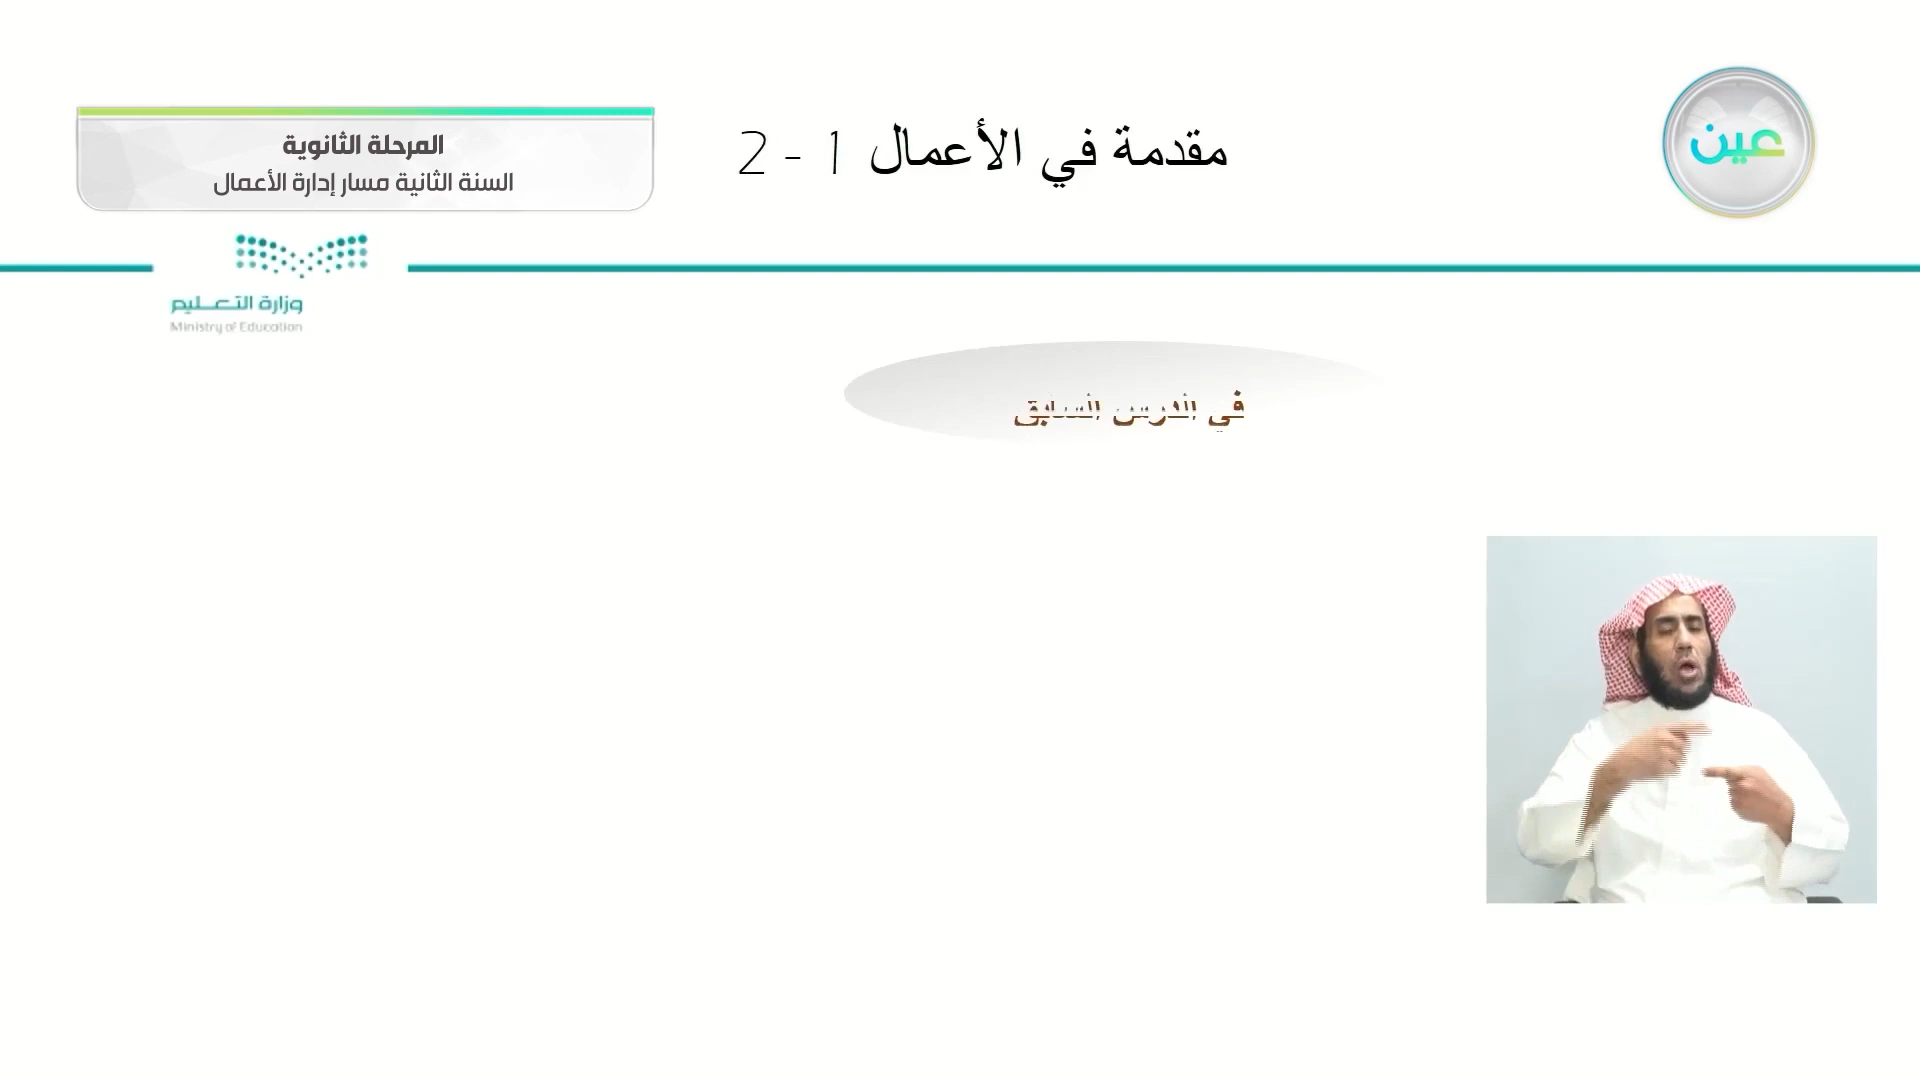 عين
مقدمة في الأعمال 1 - 2
المرحلة الثانوية
السنة الثانية مسار إدارة الأعمال
وزارة التعليم
Ministry of Education
في الدرس السابق